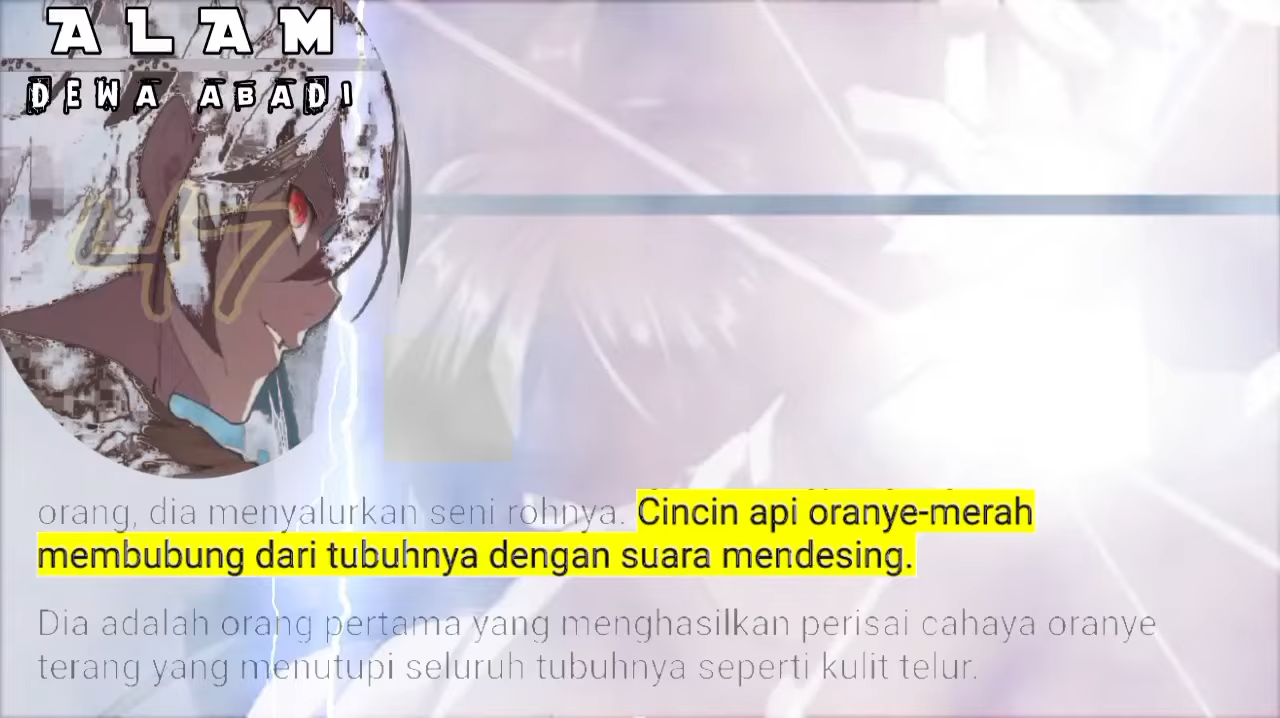 ALAM
DEWA ABADI
47
orang, dia menyalurkan seni rohnya. Cincin api oranye-merah
membubung dari tubuhnya dengan suara mendesing.
Dia adalah orang pertama yang menghasilkan perisai cahaya oranye
terang yang menutupi seluruh tubuhnya seperti kulit telur.